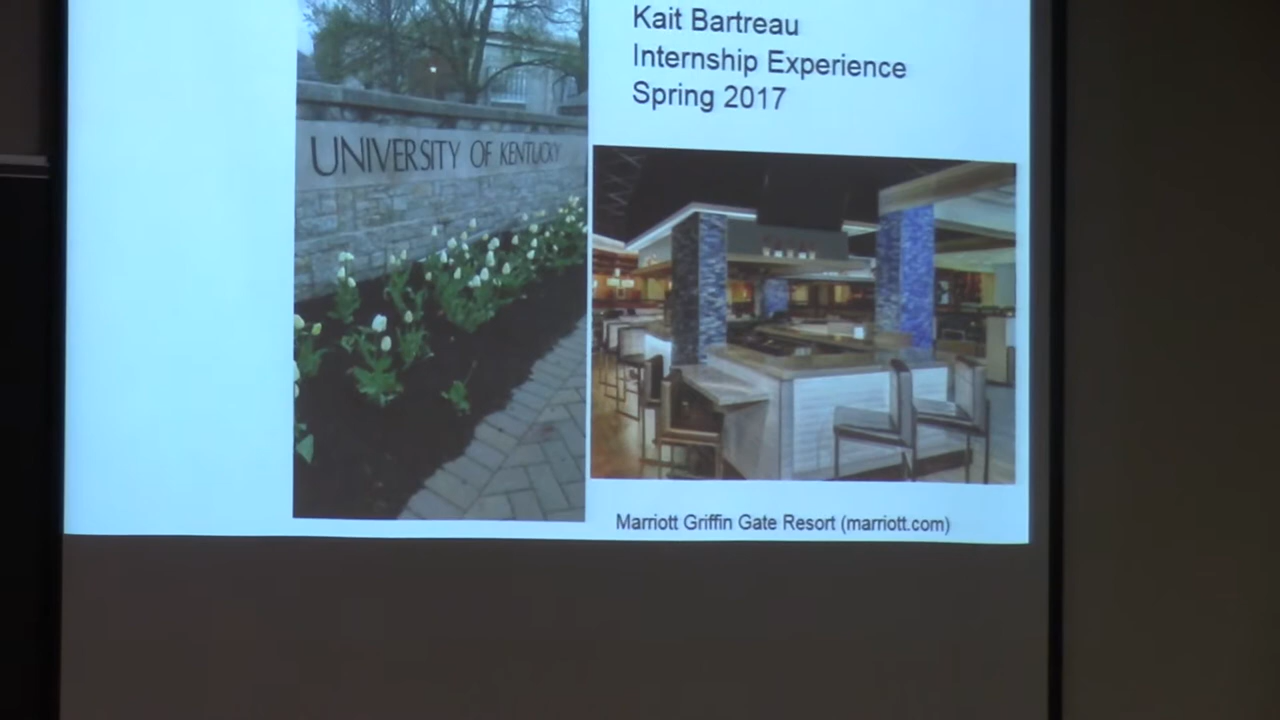 Kait Bartreau
Internship Experience
Spring 2017
UNIVERSITY OF KENTUCKY
Marriott Griffin Gate Resort (marriott.com)